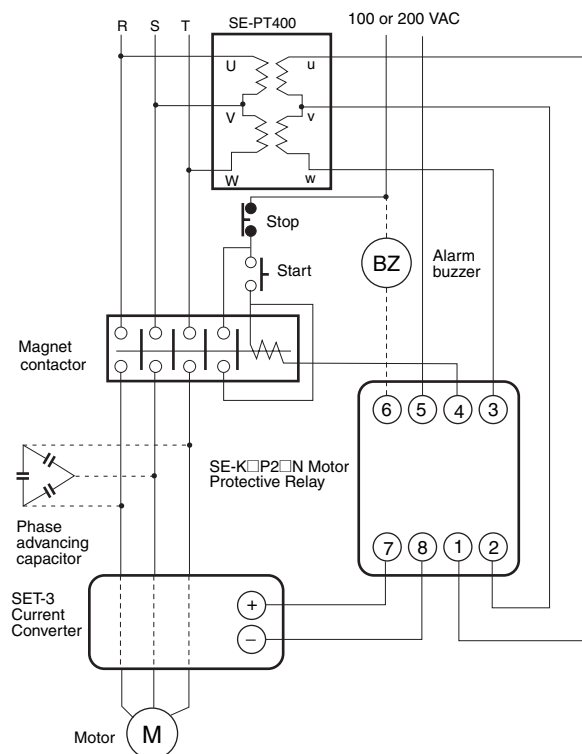 R S T
SE-PT400
100 or 200 VAC
U u
V v
W w
Stop
Start
BZ
Alarm
buzzer
Magnet
contactor
6 5 4 3
SE-K□P2□N Motor
Protective Relay
7 8 1 2
Phase
advancing
capacitor
SET-3
Current
Converter
+
−
Motor
M